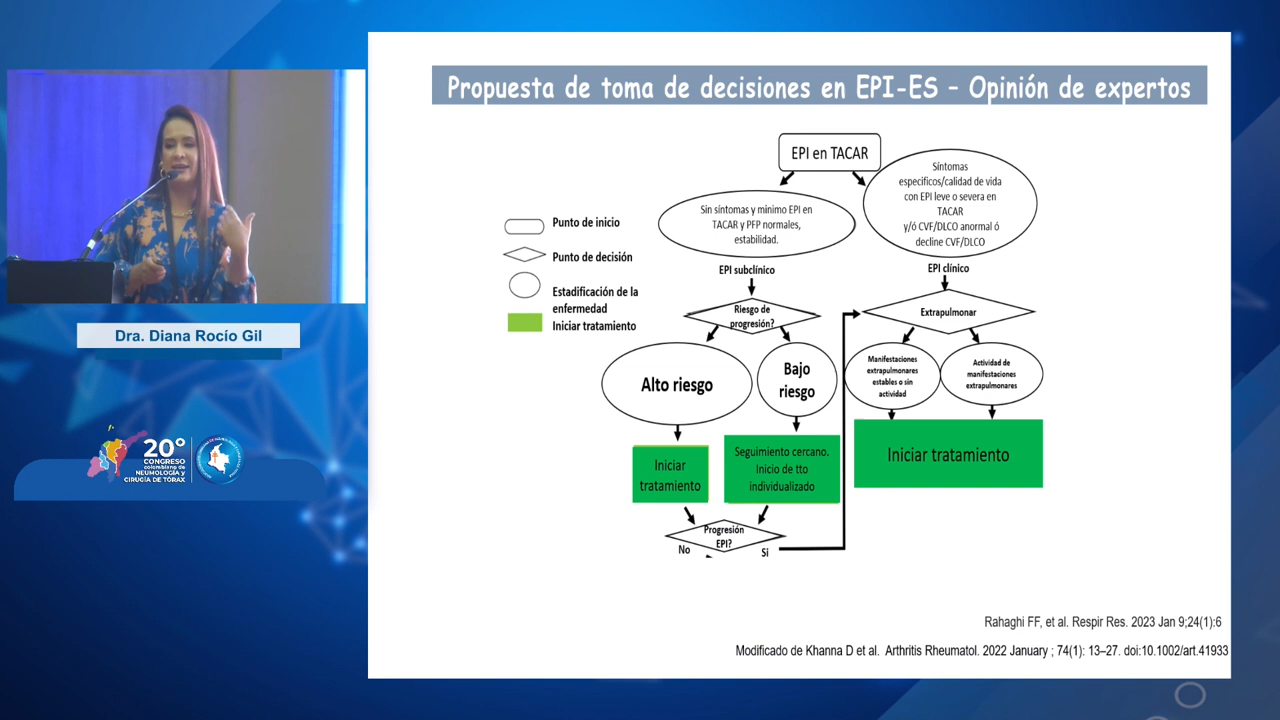 Propuesta de toma de decisiones en EPI-ES – Opinión de expertos
EPI en TACAR
Sin síntomas y mínimo EPI en
TACAR y PFP normales,
estabilidad.
Síntomas
especificos/calidad de vida
con EPI leve o severa en
TACAR
y/ó CVF/DLCO anormal ó
decline CVF/DLCO
Punto de inicio
Punto de decisión
Estadificación de la
enfermedad
Iniciar tratamiento
EPI subclínico
EPI clínico
Riesgo de
progresión?
Extrapulmonar
Alto riesgo
Bajo
riesgo
Manifestaciones
extrapulmonares
estables o sin
actividad
Actividad de
manifestaciones
extrapulmonares
Iniciar
tratamiento
Seguimiento cercano.
Inicio de tto
individualizado
Iniciar tratamiento
Progresión
EPI?
No
Si
Rahaghi FF, et al. Respir Res. 2023 Jan 9;24(1):6
Modificado de Khanna D et al. Arthritis Rheumatol. 2022 January ; 74(1): 13–27. doi:10.1002/art.41933
Dra. Diana Rocío Gil
20°
CONGRESO
colombiano de
NEUMOLOGÍA y
CIRUGÍA DE TÓRAX